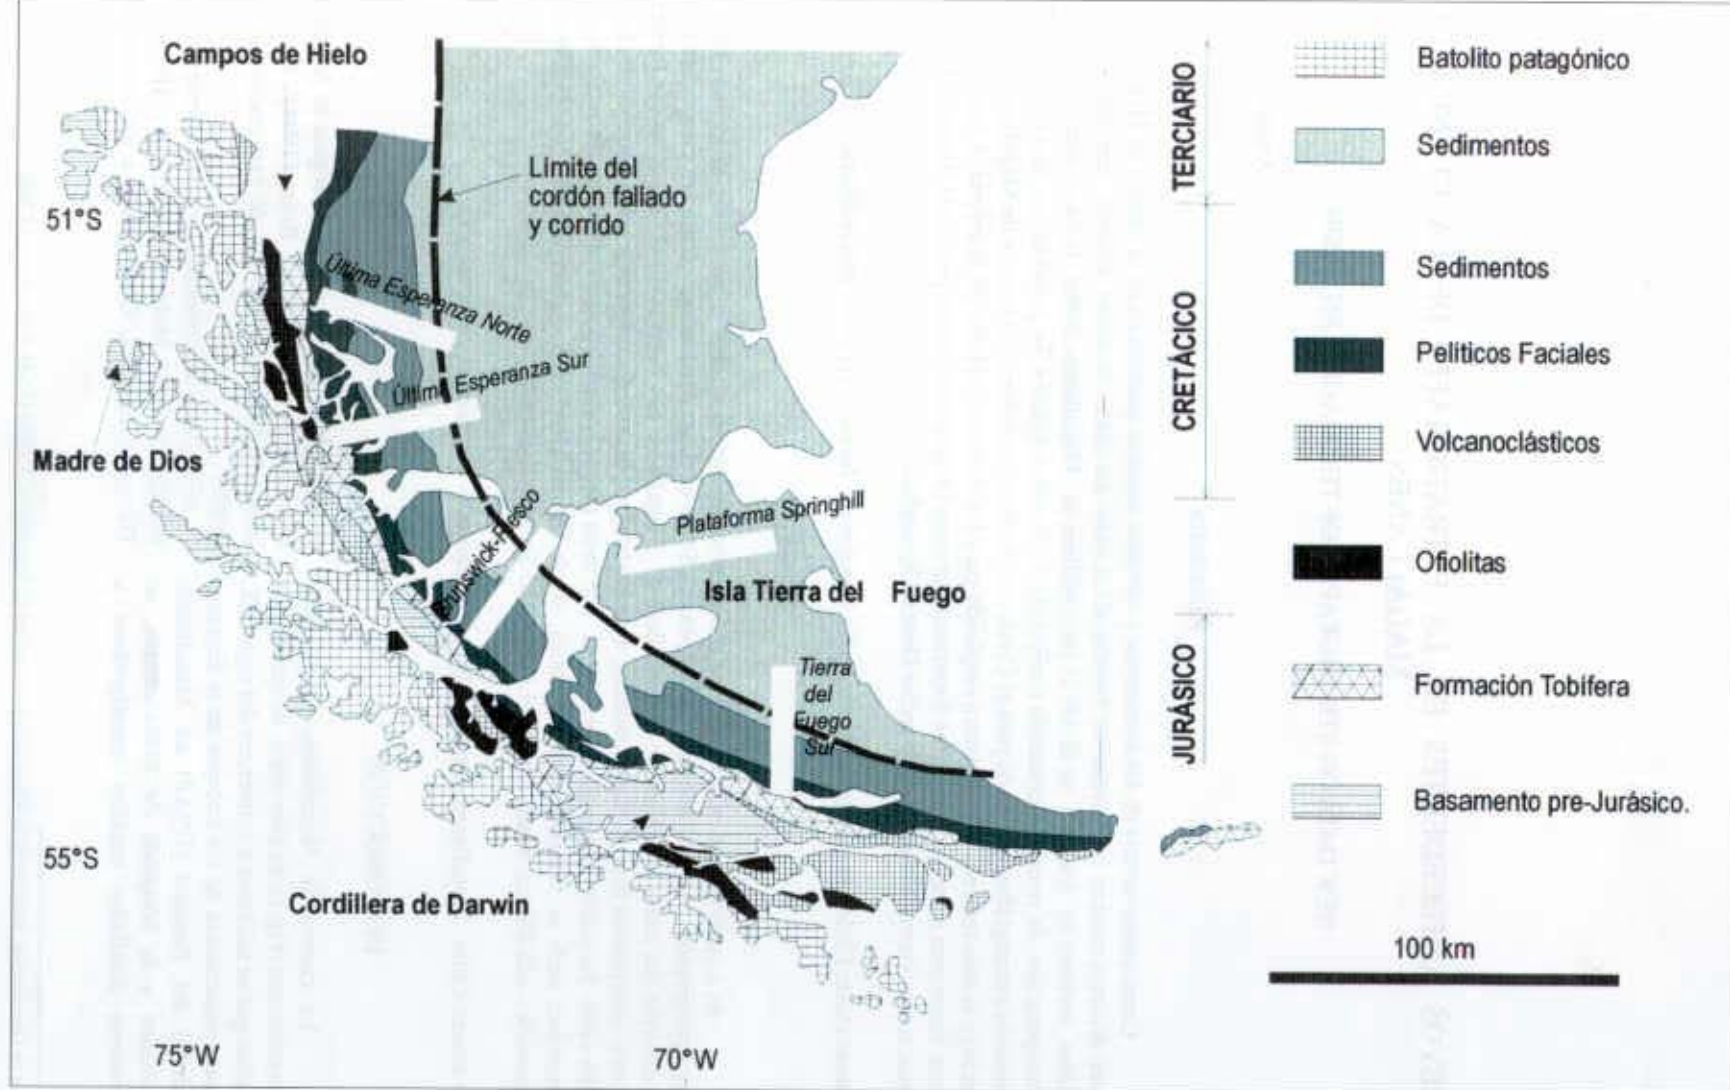 Campos de Hielo
51°S
Límite del
cordón fallado
y corrido
Última Esperanza Norte
Última Esperanza Sur
Madre de Dios
Plataforma Springhill
Isla Tierra del Fuego
Tierra
del
Fuego
Sur
55°S
Cordillera de Darwin
75°W
70°W
TERCIARIO
CRETÁCICO
JURÁSICO
Batolito patagónico
Sedimentos
Sedimentos
Pelíticos Faciales
Volcanoclásticos
Ofiolitas
Formación Tobífera
Basamento pre-Jurásico.
100 km